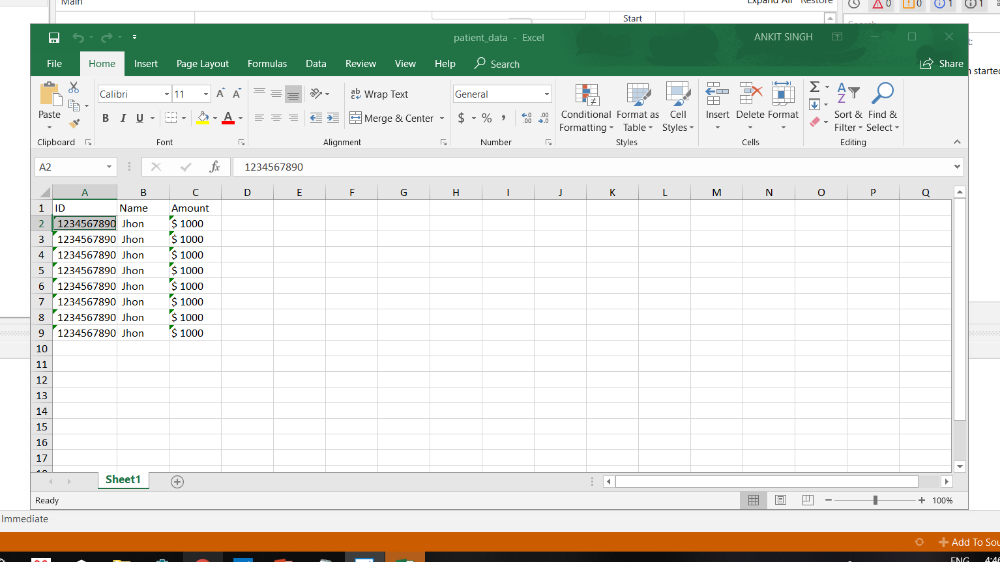 Main
Expand All Restore
0 0 1 1
Start
Search
patient_data - Excel
ANKIT SINGH
File Home Insert Page Layout Formulas Data Review View Help Search Share
started
Calibri 11
Wrap Text
General
Paste
B I U
Merge & Center
$ % , .00 .00
Conditional Formatting
Format as Table
Cell Styles
Insert Delete Format
Sort & Filter
Find & Select
Clipboard Font Alignment Number Styles Cells Editing
A2 fx 1234567890
A B C D E F G H I J K L M N O P Q
1 ID Name Amount
2 1234567890 Jhon $ 1000
3 1234567890 Jhon $ 1000
4 1234567890 Jhon $ 1000
5 1234567890 Jhon $ 1000
6 1234567890 Jhon $ 1000
7 1234567890 Jhon $ 1000
8 1234567890 Jhon $ 1000
9 1234567890 Jhon $ 1000
10
11
12
13
14
15
16
17
Sheet1
Ready
100%
Immediate
Add To Sou
ENG